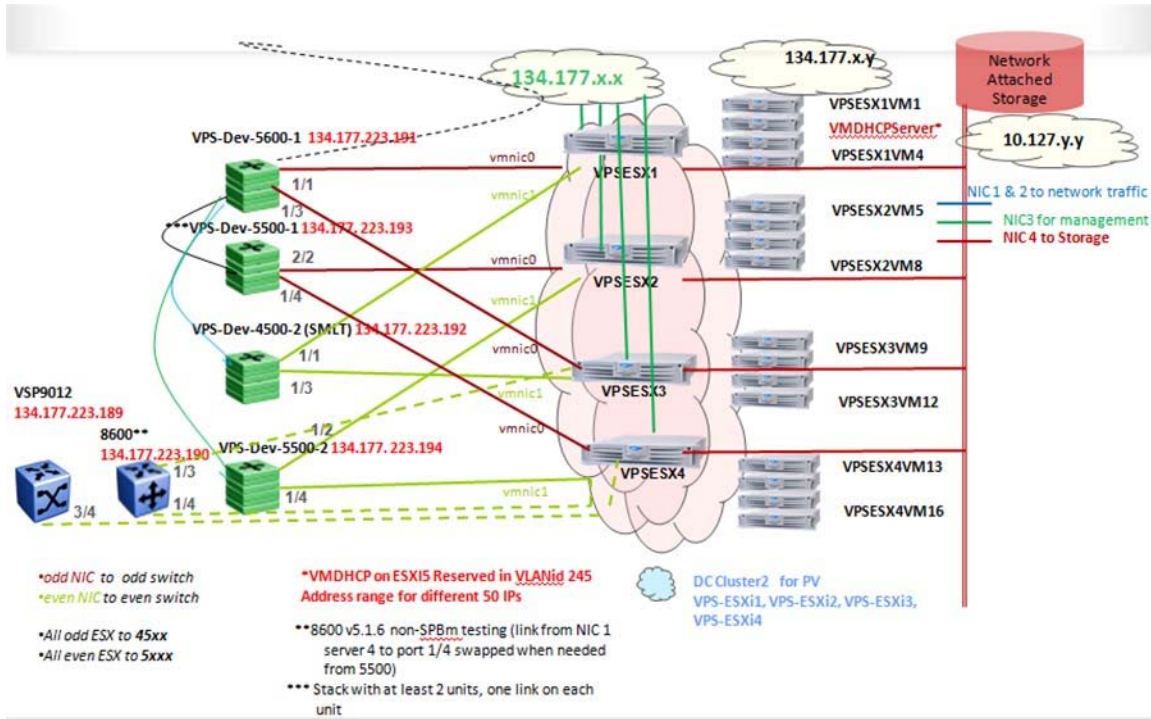 134.177.x.x
134.177.x.y
Network
Attached
Storage
10.127.y.y
VPS-Dev-5600-1 134.177.223.191
1/1
1/3
vmnic0
vmnic1
VPSESX1
VPSESX1VM1
VMDHCPServer*
VPSESX1VM4
NIC 1 & 2 to network traffic
NIC3 for management
NIC 4 to Storage
***VPS-Dev-5500-1 134.177. 223.193
2/2
1/4
vmnic0
vmnic1
VPSESX2
VPSESX2VM5
VPSESX2VM8
VPS-Dev-4500-2 (SMLT) 134.177. 223.192
1/1
1/3
vmnic0
vmnic1
VPSESX3
VPSESX3VM9
VPSESX3VM12
VSP9012
134.177.223.189
3/4
8600**
134.177.223.190
1/3
1/4
VPS-Dev-5500-2 134.177.223.194
1/2
1/4
vmnic0
vmnic1
VPSESX4
VPSESX4VM13
VPSESX4VM16
•odd NIC to odd switch
•even NIC to even switch
•All odd ESX to 45xx
•All even ESX to 5xxx
*VMDHCP on ESXI5 Reserved in VLANid 245
Address range for different 50 IPs
**8600 v5.1.6 non-SPBm testing (link from NIC 1
server 4 to port 1/4 swapped when needed
from 5500)
*** Stack with at least 2 units, one link on each
unit
DC Cluster2 for PV
VPS-ESXi1, VPS-ESXi2, VPS-ESXi3,
VPS-ESXi4